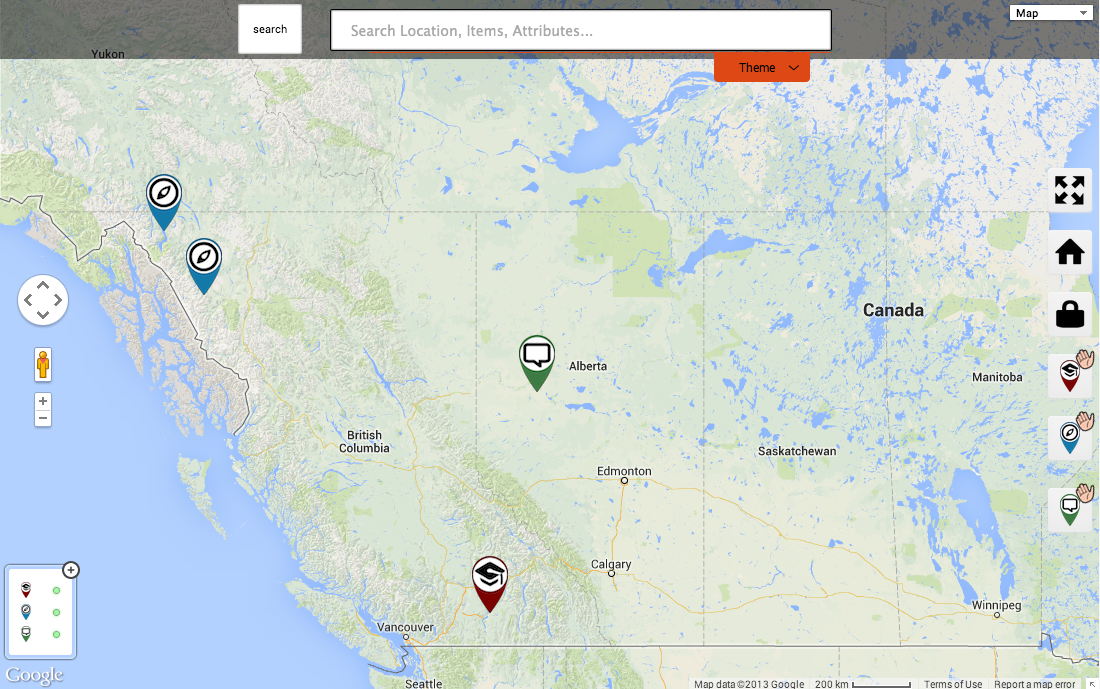 search
Search Location, Items, Attributes...
Map
Yukon
Theme
Canada
Alberta
Manitoba
British
Columbia
Saskatchewan
Edmonton
Calgary
Winnipeg
Vancouver
Seattle
Google
Map data ©2013 Google
200 km
Terms of Use
Report a map error